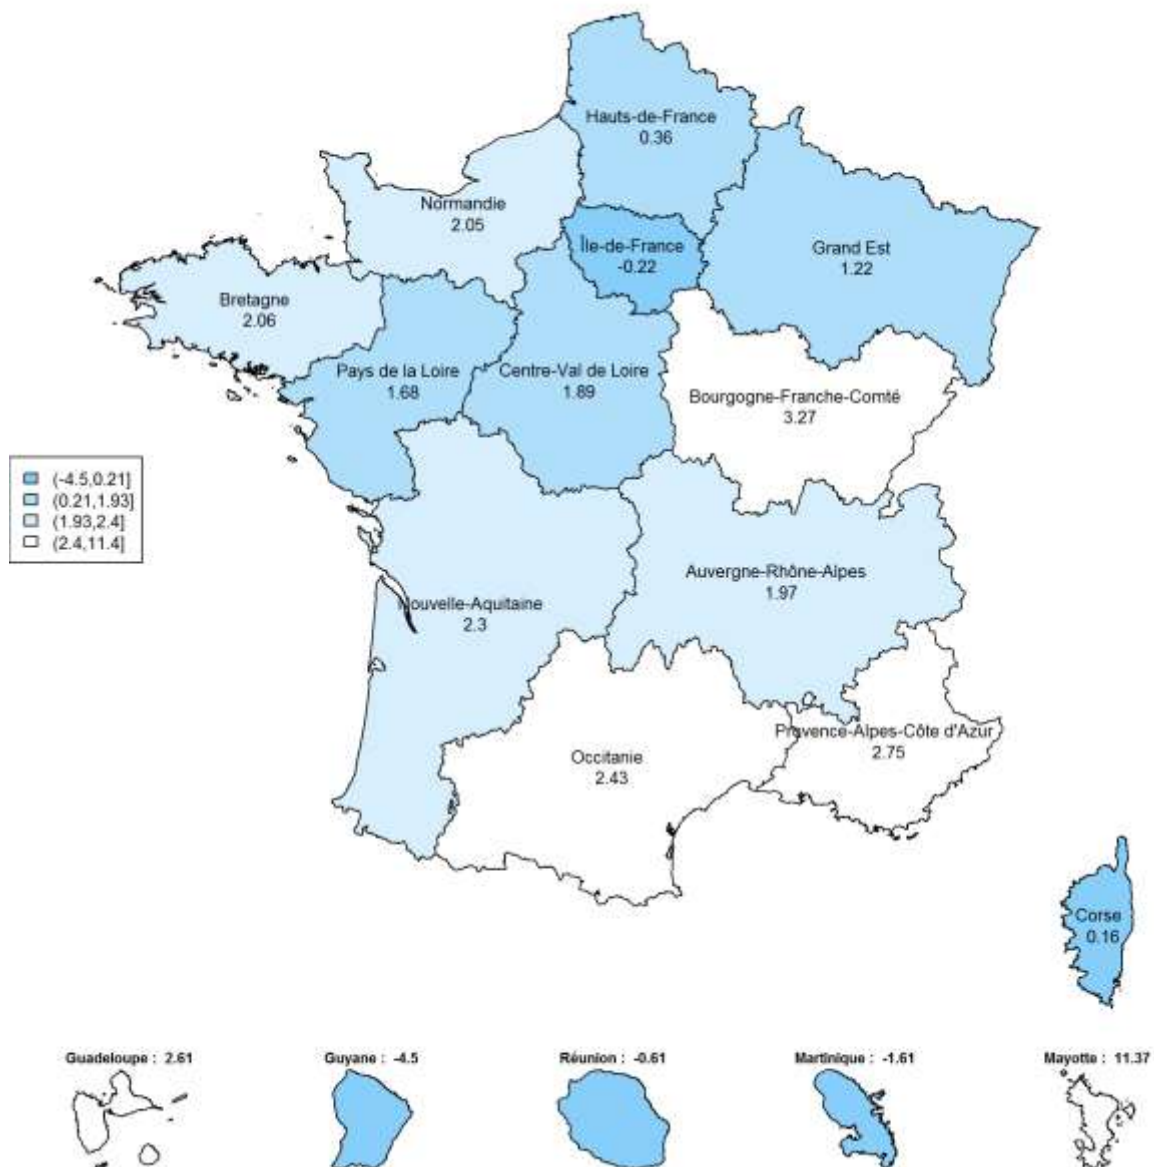 Hauts-de-France
0.36
Normandie
2.05
Île-de-France
-0.22
Grand Est
1.22
Bretagne
2.06
Pays de la Loire
1.68
Centre-Val de Loire
1.89
Bourgogne-Franche-Comté
3.27
(-4.5,0.21]
(0.21,1.93]
(1.93,2.4]
(2.4,11.4]
Auvergne-Rhône-Alpes
1.97
Nouvelle-Aquitaine
2.3
Provence-Alpes-Côte d'Azur
2.75
Occitanie
2.43
Corse
0.16
Guadeloupe : 2.61
Guyane : -4.5
Réunion : -0.61
Martinique : -1.61
Mayotte : 11.37